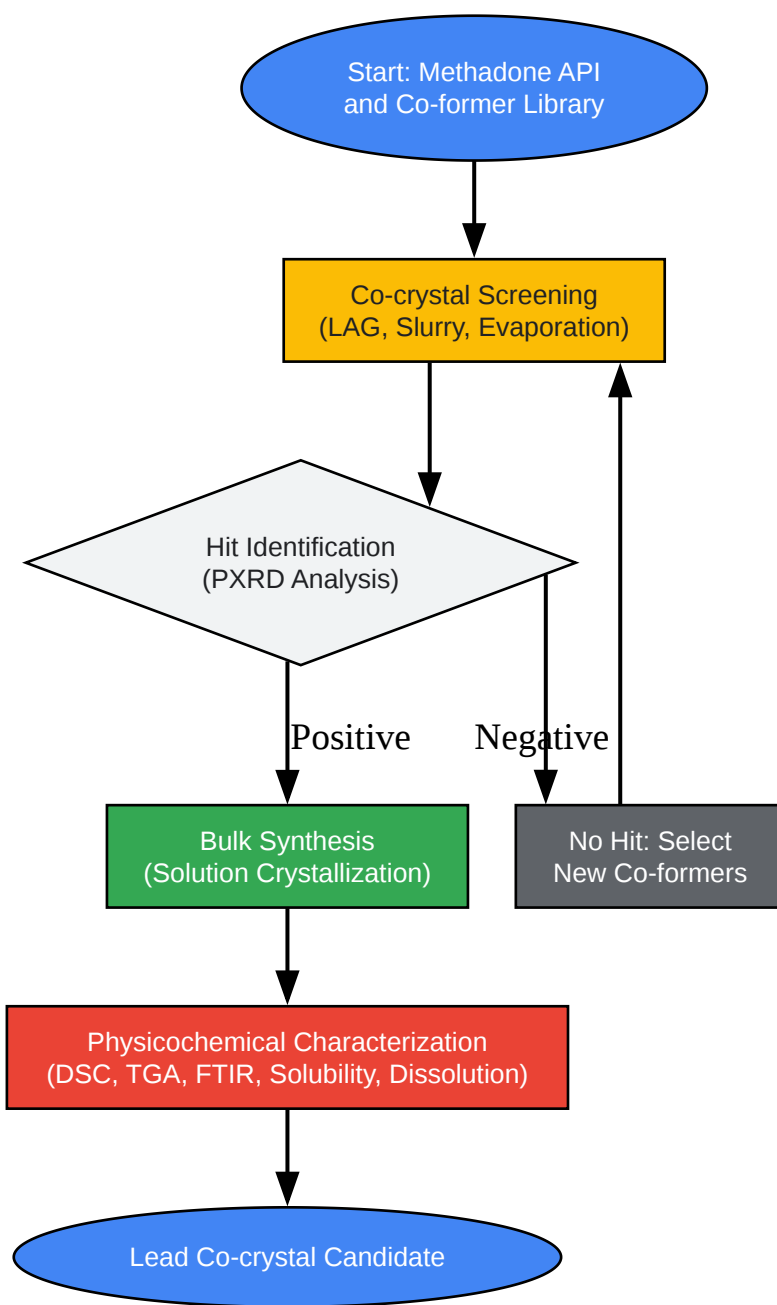 Start: Methadone API
and Co-former Library
Co-crystal Screening
(LAG, Slurry, Evaporation)
Hit Identification
(PXRD Analysis)
Positive
Negative
Bulk Synthesis
(Solution Crystallization)
No Hit: Select
New Co-formers
Physicochemical Characterization
(DSC, TGA, FTIR, Solubility, Dissolution)
Lead Co-crystal Candidate